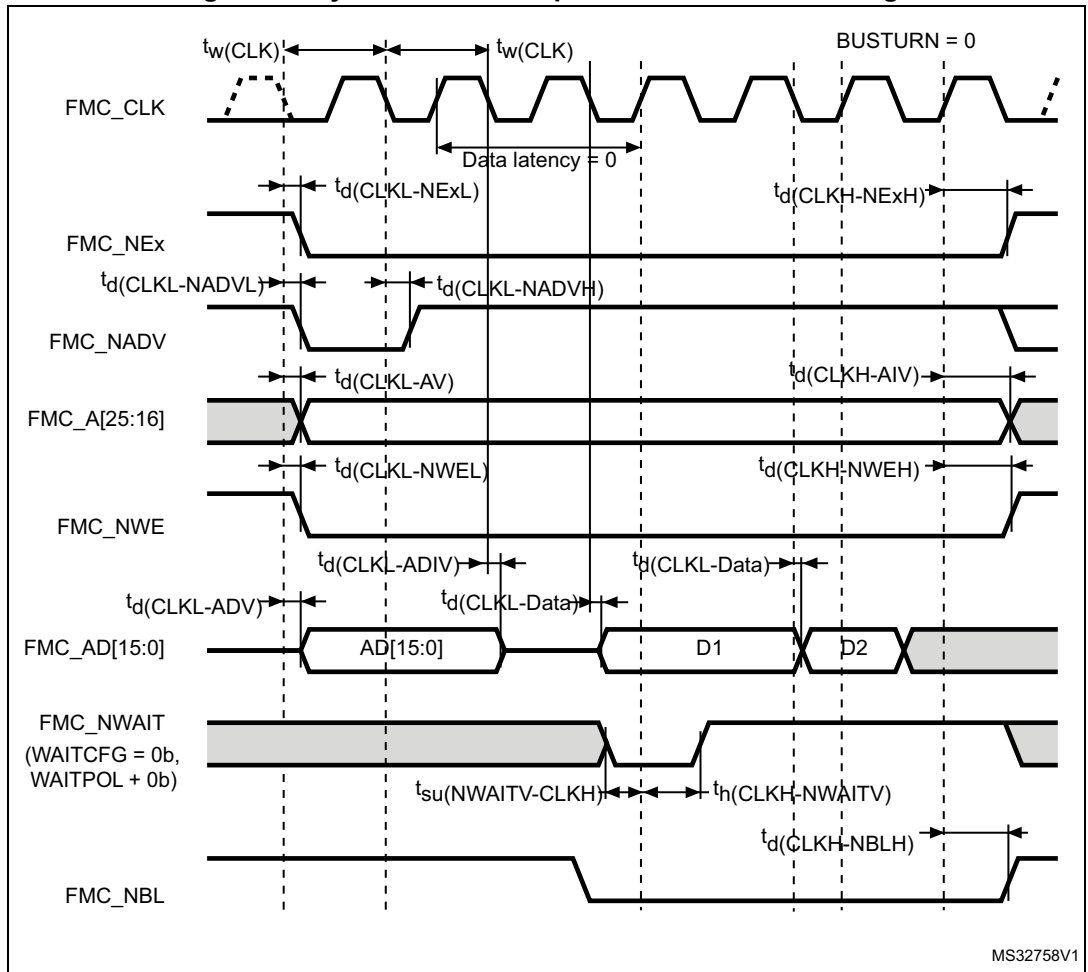 BUSTURN = 0
tw(CLK) tw(CLK)
FMC_CLK
Data latency = 0
td(CLKL-NExL) td(CLKH-NExH)
FMC_NEx
td(CLKL-NADVL) td(CLKL-NADVH)
FMC_NADV
td(CLKL-AV) td(CLKH-AIV)
FMC_A[25:16]
td(CLKL-NWEL) td(CLKH-NWEH)
FMC_NWE
td(CLKL-ADIV) td(CLKL-Data)
td(CLKL-ADV) td(CLKL-Data)
FMC_AD[15:0] AD[15:0] D1 D2
FMC_NWAIT
(WAITCFG = 0b,
WAITPOL + 0b)
tsu(NWAITV-CLKH) th(CLKH-NWAITV)
td(CLKH-NBLH)
FMC_NBL
MS32758V1